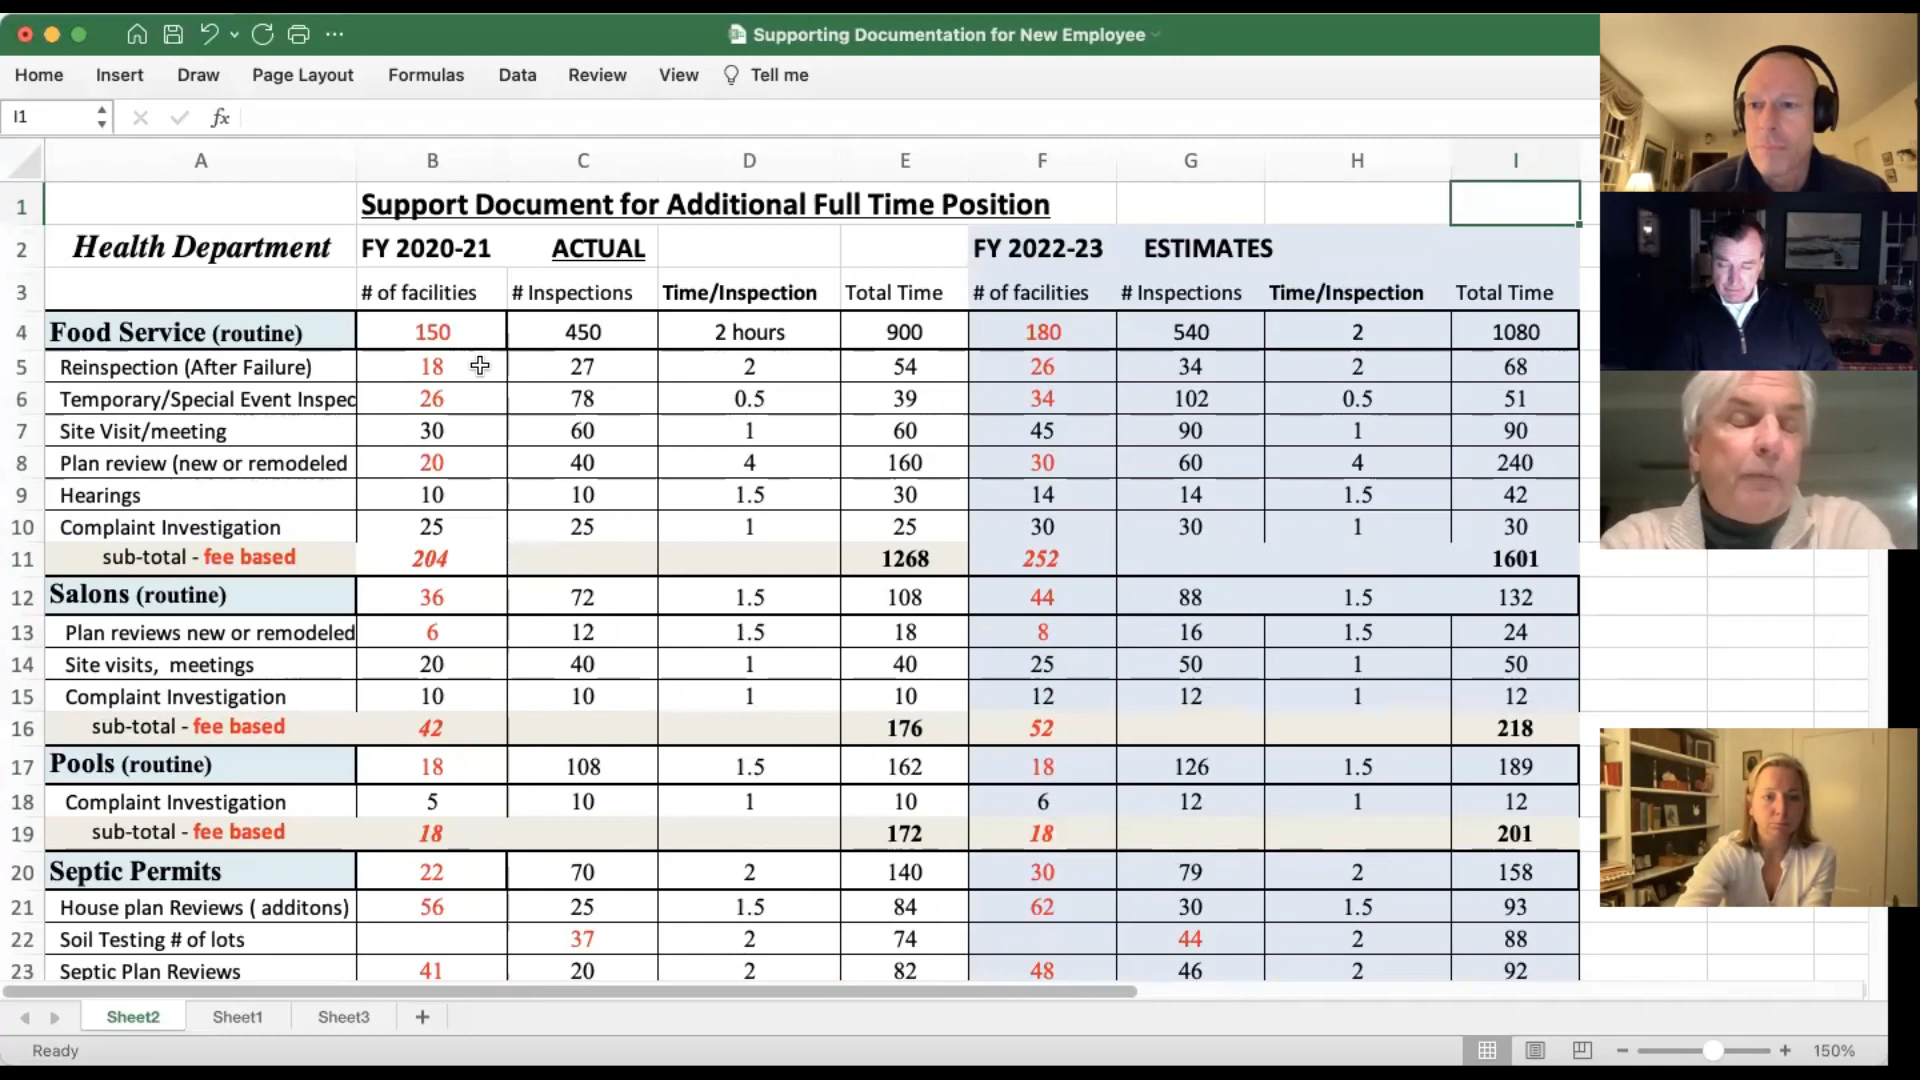 Supporting Documentation for New Employee
Home Insert Draw Page Layout Formulas Data Review View Tell me
I1 fx
A B C D E F G H I
1 Support Document for Additional Full Time Position
2 Health Department FY 2020-21 ACTUAL FY 2022-23 ESTIMATES
3 # of facilities # Inspections Time/Inspection Total Time # of facilities # Inspections Time/Inspection Total Time
4 Food Service (routine) 150 450 2 hours 900 180 540 2 1080
5 Reinspection (After Failure) 18 27 2 54 26 34 2 68
6 Temporary/Special Event Inspec 26 78 0.5 39 34 102 0.5 51
7 Site Visit/meeting 30 60 1 60 45 90 1 90
8 Plan review (new or remodeled 20 40 4 160 30 60 4 240
9 Hearings 10 10 1.5 30 14 14 1.5 42
10 Complaint Investigation 25 25 1 25 30 30 1 30
11 sub-total - fee based 204 1268 252 1601
12 Salons (routine) 36 72 1.5 108 44 88 1.5 132
13 Plan reviews new or remodeled 6 12 1.5 18 8 16 1.5 24
14 Site visits, meetings 20 40 1 40 25 50 1 50
15 Complaint Investigation 10 10 1 10 12 12 1 12
16 sub-total - fee based 42 176 52 218
17 Pools (routine) 18 108 1.5 162 18 126 1.5 189
18 Complaint Investigation 5 10 1 10 6 12 1 12
19 sub-total - fee based 18 172 18 201
20 Septic Permits 22 70 2 140 30 79 2 158
21 House plan Reviews ( additons) 56 25 1.5 84 62 30 1.5 93
22 Soil Testing # of lots 37 2 74 44 2 88
23 Septic Plan Reviews 41 20 2 82 48 46 2 92
Sheet2 Sheet1 Sheet3
Ready 150%